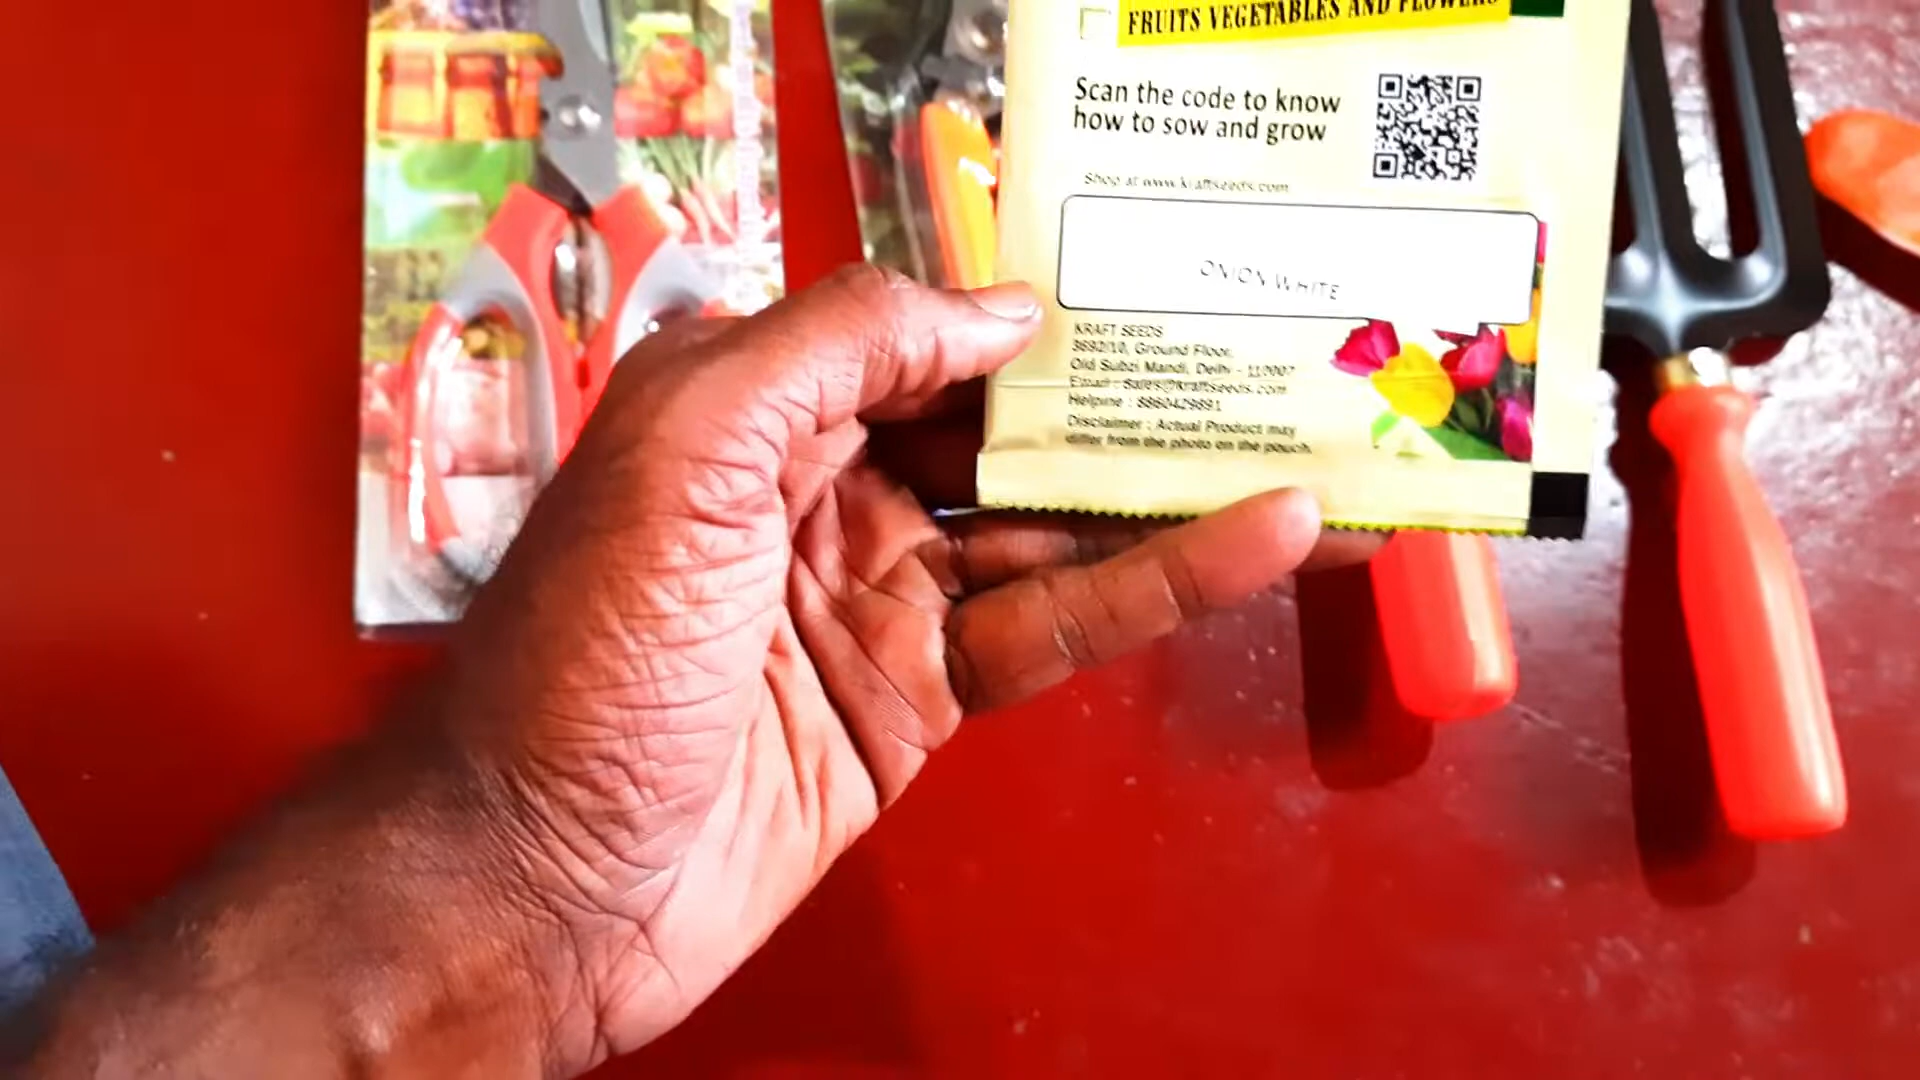 FRUITS VEGETABLES AND FLOWERS
Scan the code to know
how to sow and grow
Shop at www.kraftseeds.com
ONION WHITE
KRAFT SEEDS
3692/10, Ground Floor,
Old Subzi Mandi, Delhi - 110007
Email : Sales@kraftseeds.com
Helpline : 8860429891
Disclaimer : Actual Product may
differ from the photo on the pouch.